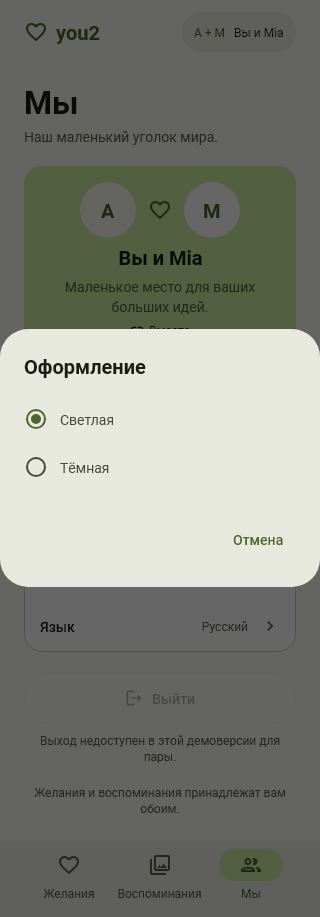 you2
A + M Вы и Mia
Мы
Наш маленький уголок мира.
A
M
Вы и Mia
Маленькое место для ваших
больших идей.
Оформление
Светлая
Тёмная
Отмена
Язык
Русский
Выйти
Выход недоступен в этой демоверсии для
пары.
Желания и воспоминания принадлежат вам
обоим.
Желания
Воспоминания
Мы